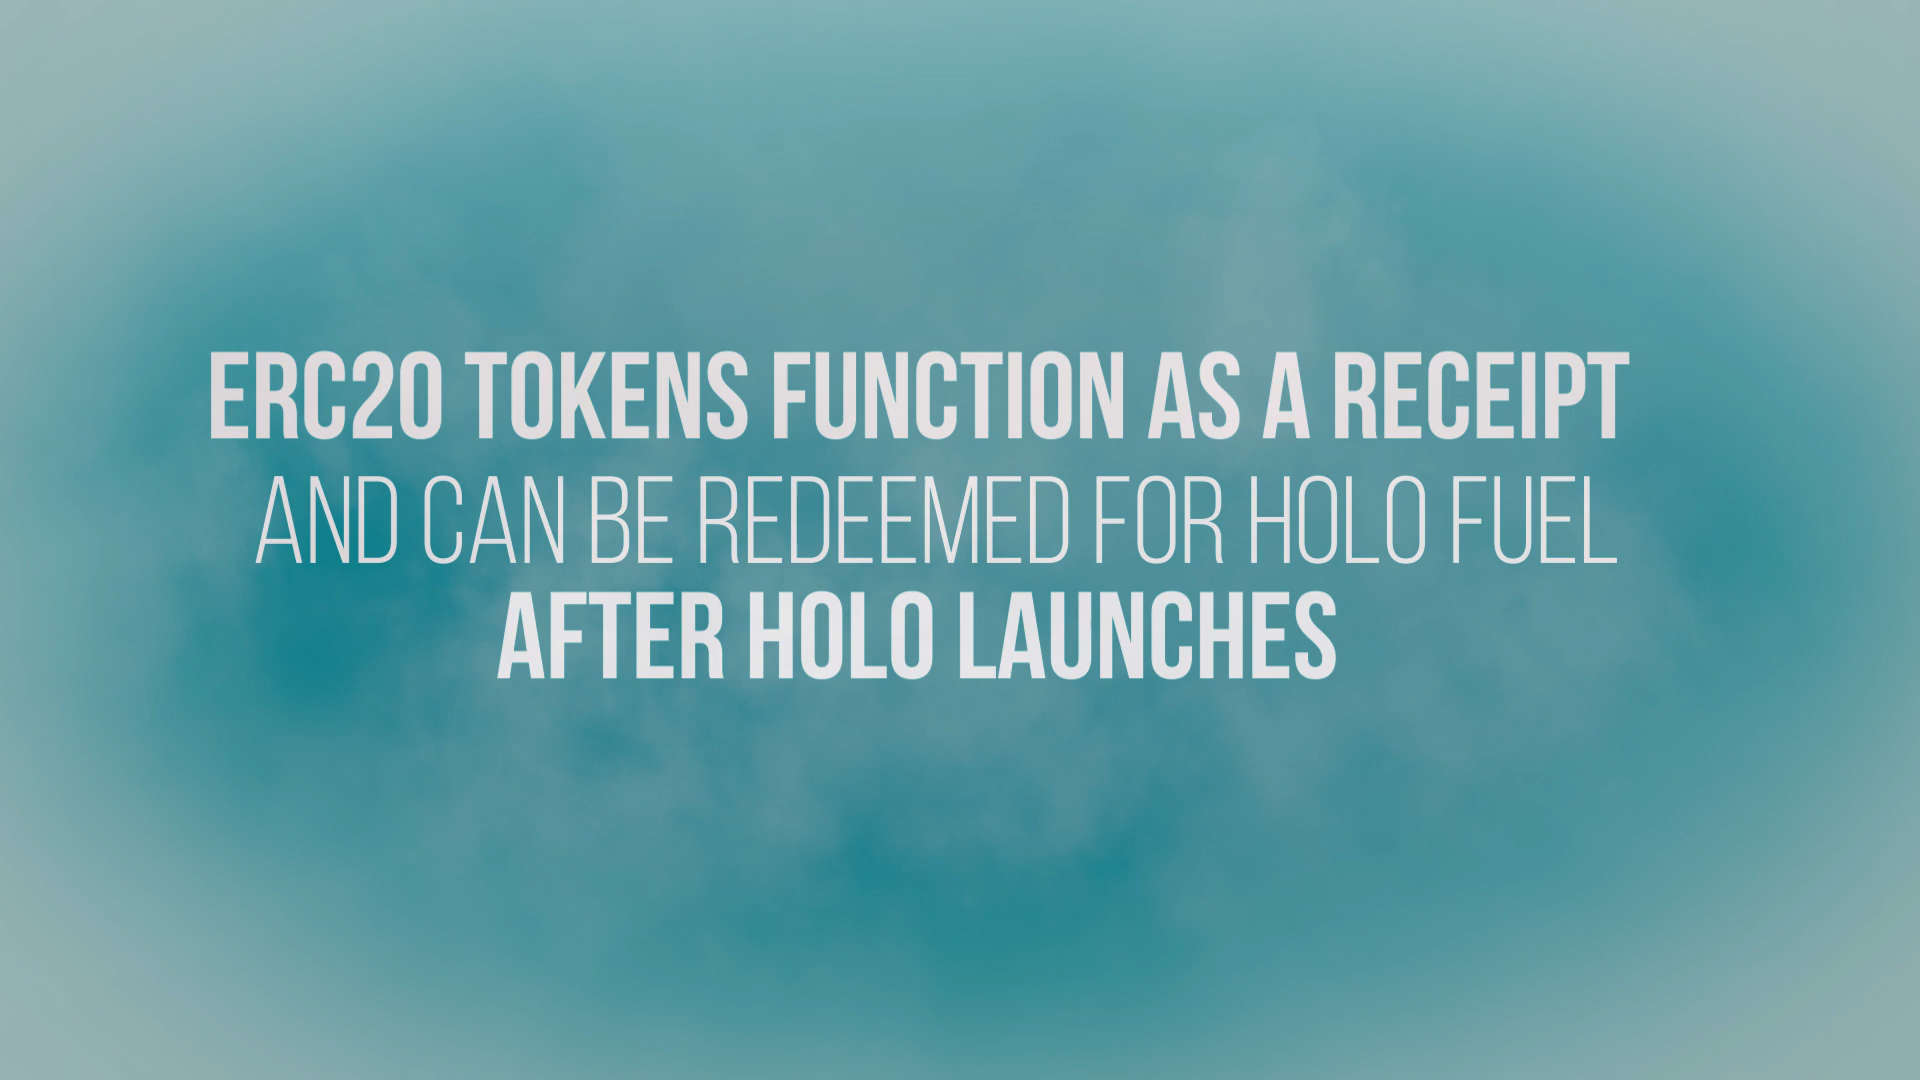 ERC20 TOKENS FUNCTION AS A RECEIPT
AND CAN BE REDEEMED FOR HOLO FUEL
AFTER HOLO LAUNCHES